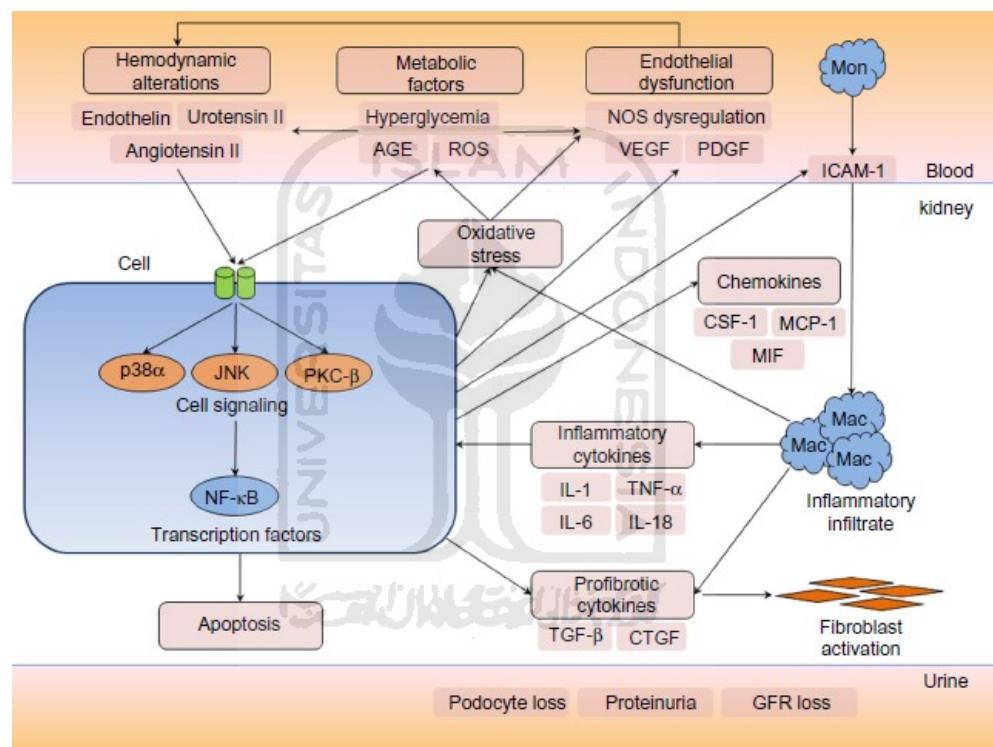 Hemodynamic
alterations
Metabolic
factors
Endothelial
dysfunction
Mon
Endothelin
Urotensin II
Angiotensin II
Hyperglycemia
AGE
ROS
NOS dysregulation
VEGF
PDGF
ICAM-1
Blood
kidney
ISLAM
UNIVERSITAS
INDONESIA
Oxidative
stress
Cell
Chemokines
CSF-1
MCP-1
MIF
p38α
JNK
PKC-β
Cell signaling
NF-κB
Transcription factors
Inflammatory
cytokines
IL-1
TNF-α
IL-6
IL-18
Mac
Mac
Mac
Inflammatory
infiltrate
Apoptosis
Profibrotic
cytokines
TGF-β
CTGF
Fibroblast
activation
Urine
Podocyte loss
Proteinuria
GFR loss